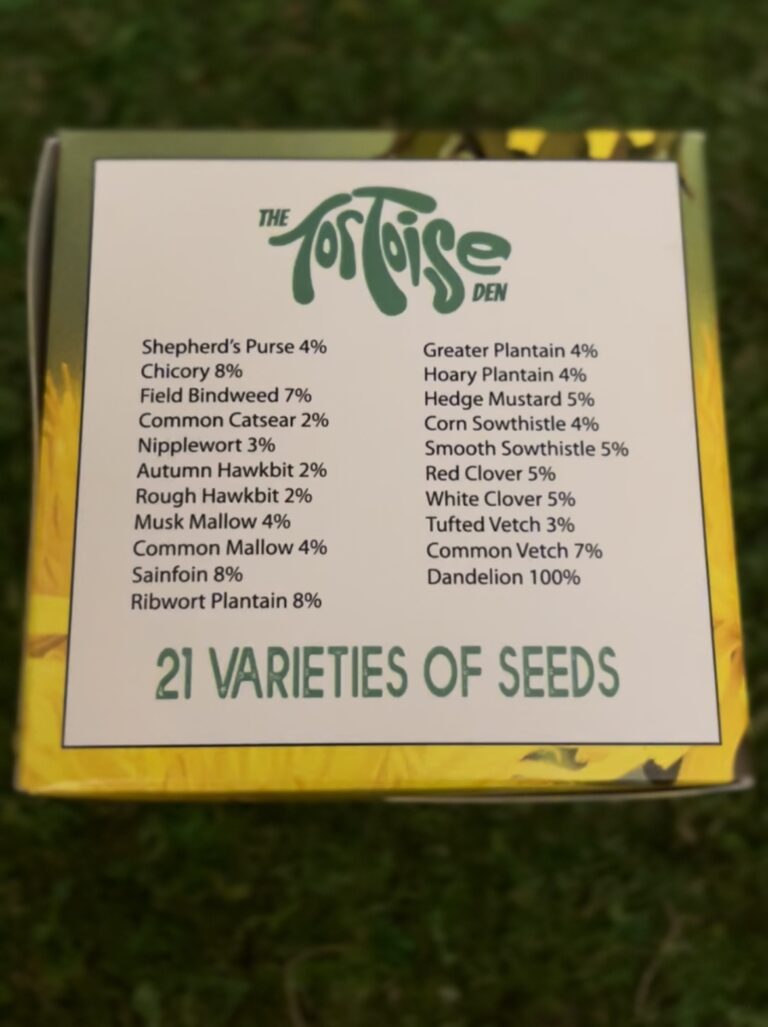 THE
Tortoise
DEN
Shepherd's Purse 4%
Chicory 8%
Field Bindweed 7%
Common Catsear 2%
Nipplewort 3%
Autumn Hawkbit 2%
Rough Hawkbit 2%
Musk Mallow 4%
Common Mallow 4%
Sainfoin 8%
Ribwort Plantain 8%
Greater Plantain 4%
Hoary Plantain 4%
Hedge Mustard 5%
Corn Sowthistle 4%
Smooth Sowthistle 5%
Red Clover 5%
White Clover 5%
Tufted Vetch 3%
Common Vetch 7%
Dandelion 100%
21 VARIETIES OF SEEDS